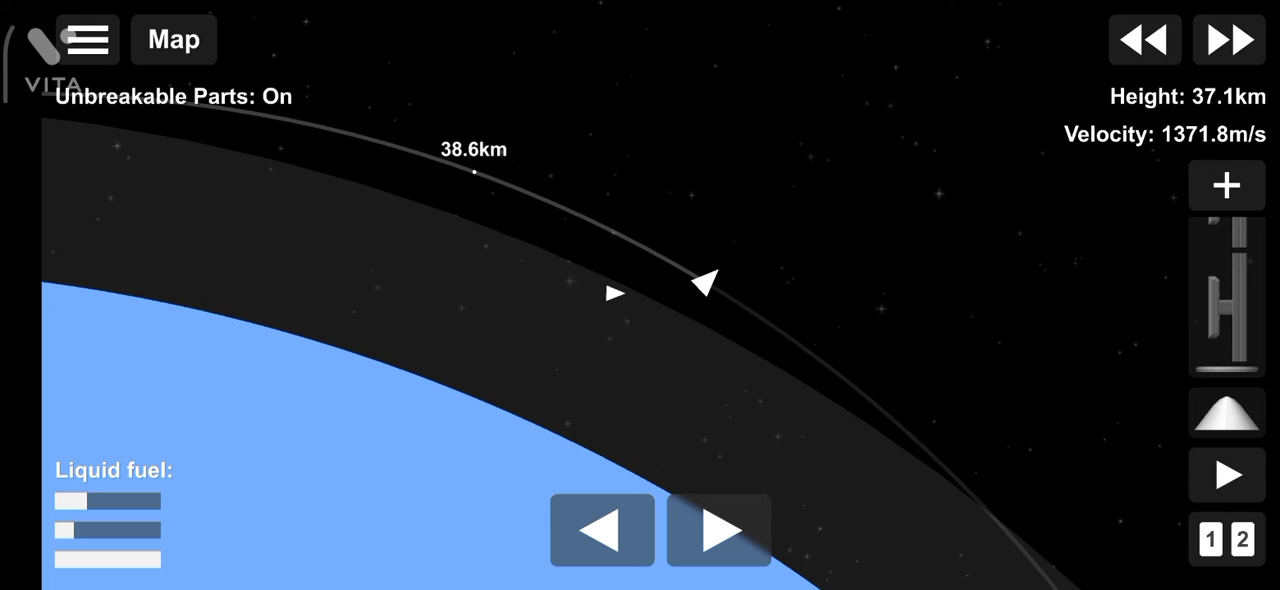 Map
VITA
Unbreakable Parts: On
Height: 37.1km
Velocity: 1371.8m/s
38.6km
Liquid fuel:
1 2